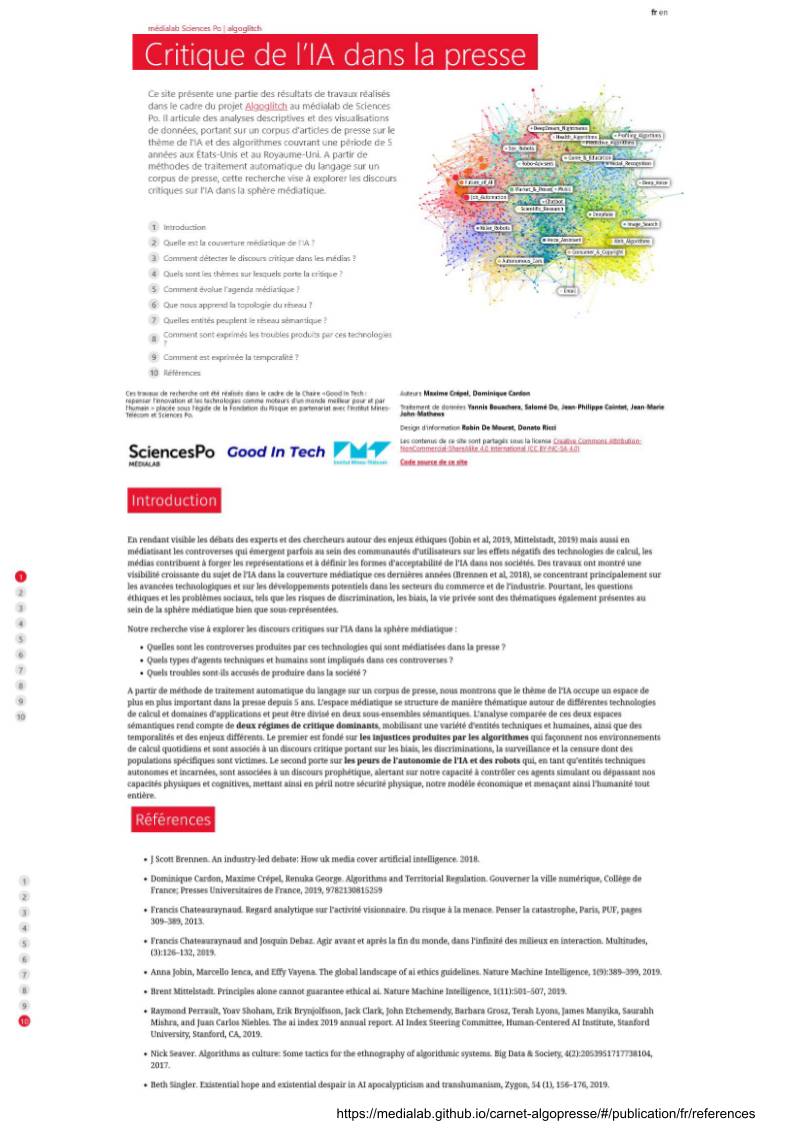 fr en
médialab Sciences Po | algoglitch
Critique de l'IA dans la presse
Ce site présente une partie des résultats de travaux réalisés
dans le cadre du projet Algoglitch au médialab de Sciences
Po. Il articule des analyses descriptives et des visualisations
de données, portant sur un corpus d'articles de presse sur le
thème de l'IA et des algorithmes couvrant une période de 5
années aux États-Unis et au Royaume-Uni. A partir de
méthodes de traitement automatique du langage sur un
corpus de presse, cette recherche vise à explorer les discours
critiques sur l'IA dans la sphère médiatique.
DeepDream_Nightmares
Health_Algorithms
Profiling_Algorithms
Predictive_Algorithms
Sex_Robots
Game_&_Education
Robo-Advisors
Facial_Recognition
Future_of_AI
Deep_Voice
Market_&_Invest
Music
Job_Automation
Chatbot
Scientific_Research
Deepfake
Killer_Robots
Image_Search
Voice_Assistant
Web_Algorithms
Consumer_&_Copyright
Autonomous_Cars
Email
1 Introduction
2 Quelle est la couverture médiatique de l'IA ?
3 Comment détecter le discours critique dans les médias ?
4 Quels sont les thèmes sur lesquels porte la critique ?
5 Comment évolue l'agenda médiatique ?
6 Que nous apprend la topologie du réseau ?
7 Quelles entités peuplent le réseau sémantique ?
8 Comment sont exprimés les troubles produits par ces technologies
?
9 Comment est exprimée la temporalité ?
10 Références
Ces travaux de recherche ont été réalisés dans le cadre de la Chaire «Good In Tech :
repenser l'innovation et les technologies comme moteurs d'un monde meilleur pour et par
l'humain » placée sous l'égide de la Fondation du Risque en partenariat avec l'Institut Mines-
Télécom et Sciences Po.
SciencesPo
MÉDIALAB
Good In Tech
Institut Mines-Télécom
Auteurs Maxime Crépel, Dominique Cardon
Traitement de données Yannis Bouachera, Salomé Do, Jean-Philippe Cointet, Jean-Marie
John-Mathews
Design d'information Robin De Mourat, Donato Ricci
Les contenus de ce site sont partagés sous la license Creative Commons Attribution-
NonCommercial-ShareAlike 4.0 International (CC BY-NC-SA 4.0)
Code source de ce site
Introduction
En rendant visible les débats des experts et des chercheurs autour des enjeux éthiques (Jobin et al, 2019, Mittelstadt, 2019) mais aussi en
médiatisant les controverses qui émergent parfois au sein des communautés d'utilisateurs sur les effets négatifs des technologies de calcul, les
médias contribuent à forger les représentations et à définir les formes d'acceptabilité de l'IA dans nos sociétés. Des travaux ont montré une
visibilité croissante du sujet de l'IA dans la couverture médiatique ces dernières années (Brennen et al, 2018), se concentrant principalement sur
les avancées technologiques et sur les développements potentiels dans les secteurs du commerce et de l'industrie. Pourtant, les questions
éthiques et les problèmes sociaux, tels que les risques de discrimination, les biais, la vie privée sont des thématiques également présentes au
sein de la sphère médiatique bien que sous-représentées.
Notre recherche vise à explorer les discours critiques sur l'IA dans la sphère médiatique :
• Quelles sont les controverses produites par ces technologies qui sont médiatisées dans la presse ?
• Quels types d'agents techniques et humains sont impliqués dans ces controverses ?
• Quels troubles sont-ils accusés de produire dans la société ?
A partir de méthode de traitement automatique du langage sur un corpus de presse, nous montrons que le thème de l'IA occupe un espace de
plus en plus important dans la presse depuis 5 ans. L'espace médiatique se structure de manière thématique autour de différentes technologies
de calcul et domaines d'applications et peut être divisé en deux sous-ensembles sémantiques. L'analyse comparée de ces deux espaces
sémantiques rend compte de deux régimes de critique dominants, mobilisant une variété d'entités techniques et humaines, ainsi que des
temporalités et des enjeux différents. Le premier est fondé sur les injustices produites par les algorithmes qui façonnent nos environnements
de calcul quotidiens et sont associés à un discours critique portant sur les biais, les discriminations, la surveillance et la censure dont des
populations spécifiques sont victimes. Le second porte sur les peurs de l'autonomie de l'IA et des robots qui, en tant qu'entités techniques
autonomes et incarnées, sont associées à un discours prophétique, alertant sur notre capacité à contrôler ces agents simulant ou dépassant nos
capacités physiques et cognitives, mettant ainsi en péril notre sécurité physique, notre modèle économique et menaçant ainsi l'humanité tout
entière.
1
2
3
4
5
6
7
8
9
10
Références
• J Scott Brennen. An industry-led debate: How uk media cover artificial intelligence. 2018.
• Dominique Cardon, Maxime Crépel, Renuka George. Algorithms and Territorial Regulation. Gouverner la ville numérique, Collège de
France; Presses Universitaires de France, 2019, 9782130815259
• Francis Chateauraynaud. Regard analytique sur l'activité visionnaire. Du risque à la menace. Penser la catastrophe, Paris, PUF, pages
309–389, 2013.
• Francis Chateauraynaud and Josquin Debaz. Agir avant et après la fin du monde, dans l'infinité des milieux en interaction. Multitudes,
(3):126–132, 2019.
• Anna Jobin, Marcello Ienca, and Effy Vayena. The global landscape of ai ethics guidelines. Nature Machine Intelligence, 1(9):389–399, 2019.
• Brent Mittelstadt. Principles alone cannot guarantee ethical ai. Nature Machine Intelligence, 1(11):501–507, 2019.
• Raymond Perrault, Yoav Shoham, Erik Brynjolfsson, Jack Clark, John Etchemendy, Barbara Grosz, Terah Lyons, James Manyika, Saurabh
Mishra, and Juan Carlos Niebles. The ai index 2019 annual report. AI Index Steering Committee, Human-Centered AI Institute, Stanford
University, Stanford, CA, 2019.
• Nick Seaver. Algorithms as culture: Some tactics for the ethnography of algorithmic systems. Big Data & Society, 4(2):2053951717738104,
2017.
• Beth Singler. Existential hope and existential despair in AI apocalypticism and transhumanism, Zygon, 54 (1), 156–176, 2019.
1
2
3
4
5
6
7
8
9
10
https://medialab.github.io/carnet-algopresse/#/publication/fr/references